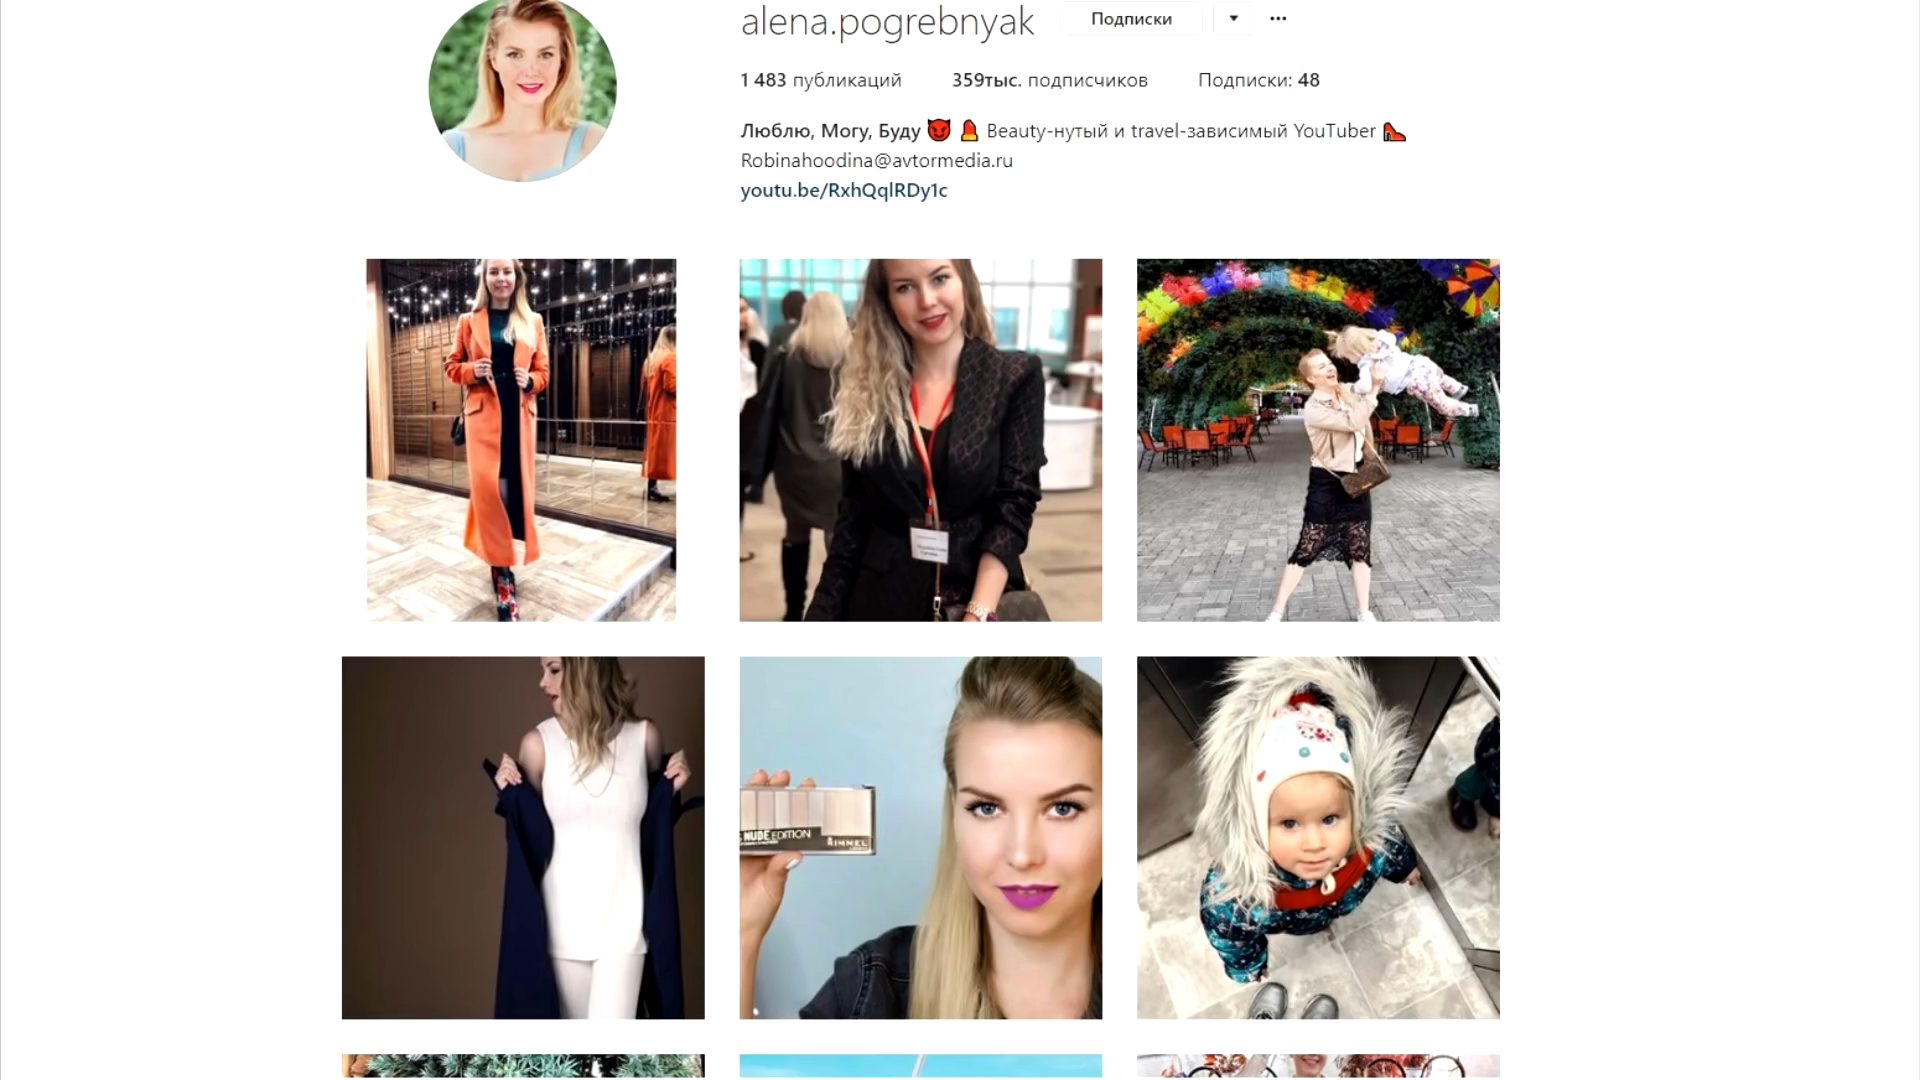 alena.pogrebnyak Подписки
1 483 публикаций 359тыс. подписчиков Подписки: 48
Люблю, Могу, Буду Beauty-нутый и travel-зависимый YouTuber
Robinahoodina@avtormedia.ru
youtu.be/RxhQqlRDy1c
NUDE EDITION
RIMMEL